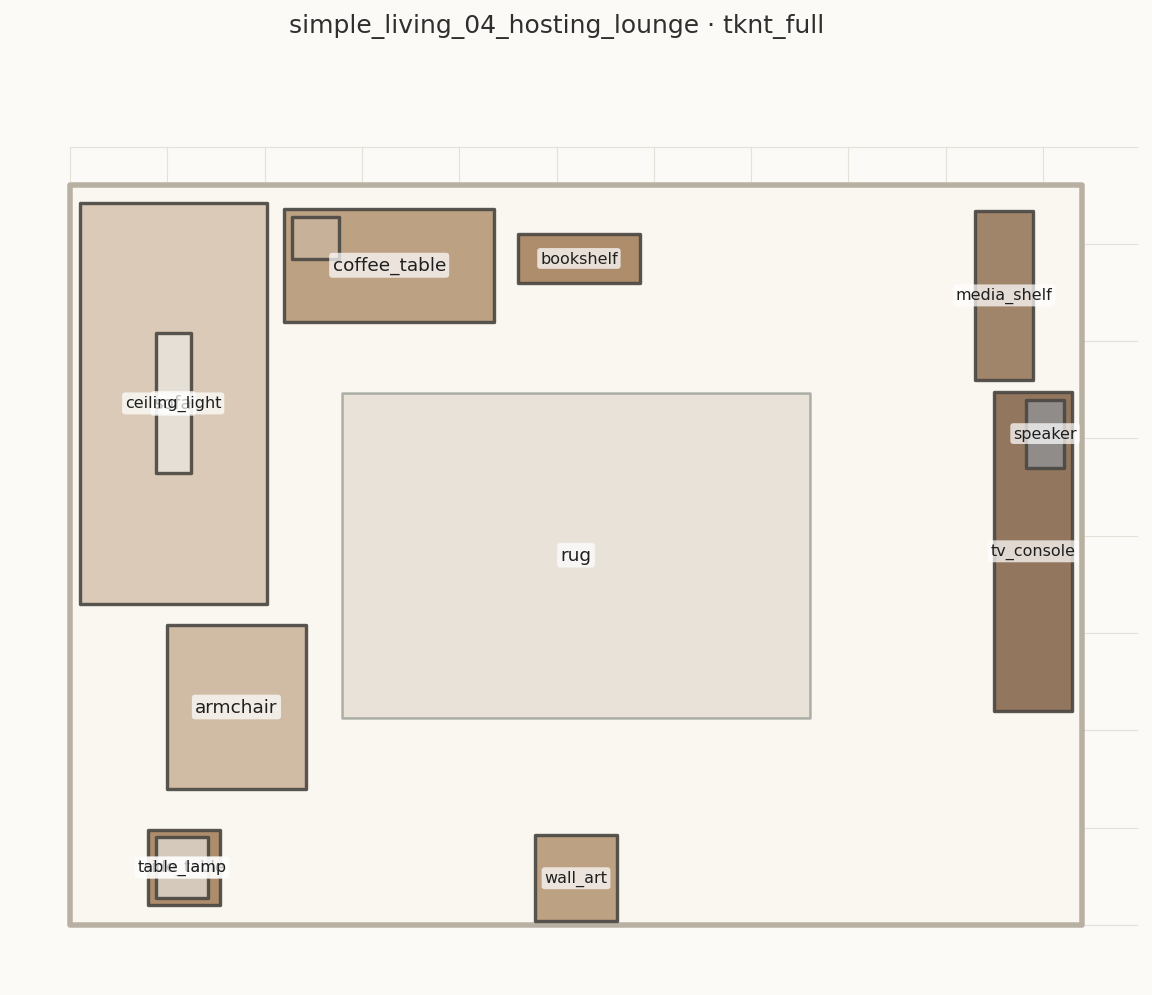 simple_living_04_hosting_lounge · tknt_full
coffee_table
bookshelf
media_shelf
ceiling_light
speaker
tv_console
rug
armchair
table_lamp
wall_art